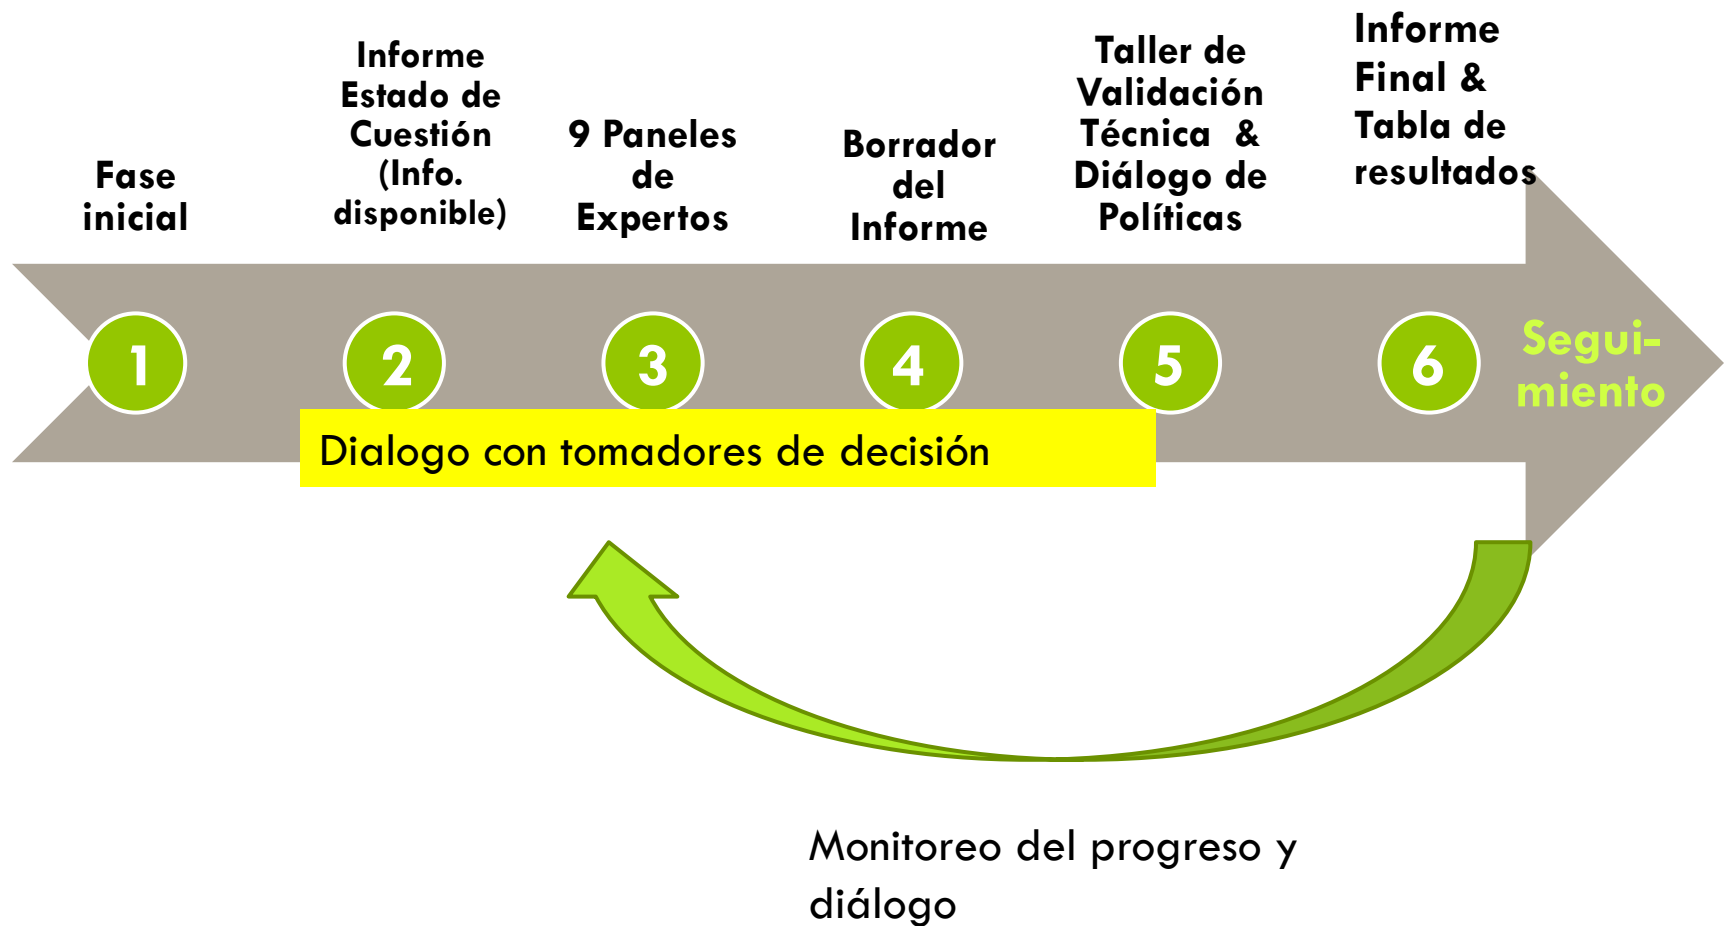 Fase
inicial
Informe
Estado de
Cuestión
(Info.
disponible)
9 Paneles
de
Expertos
Borrador
del
Informe
Taller de
Validación
Técnica &
Diálogo de
Políticas
Informe
Final &
Tabla de
resultados
1
2
3
4
5
6
Segui-
miento
Dialogo con tomadores de decisión
Monitoreo del progreso y
diálogo